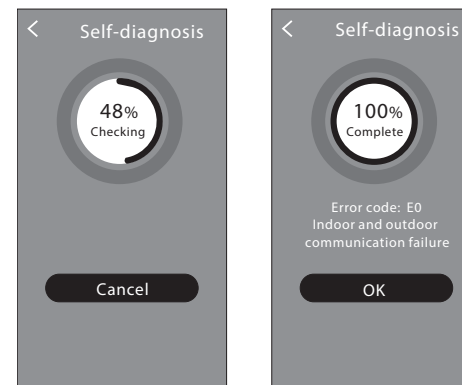 Self-diagnosis
48%
Checking
Cancel
Self-diagnosis
100%
Complete
Error code: E0
Indoor and outdoor
communication failure
OK